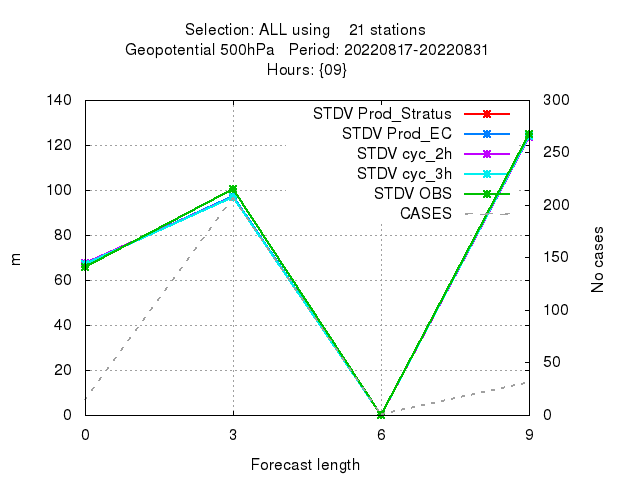 Selection: ALL using    21 stations
Geopotential 500hPa   Period: 20220817-20220831
Hours: {09}
140
120
100
80
60
40
20
0
m
STDV Prod_Stratus
STDV Prod_EC
STDV cyc_2h
STDV cyc_3h
STDV OBS
CASES
300
250
200
150
100
50
0
No cases
0
3
6
9
Forecast length